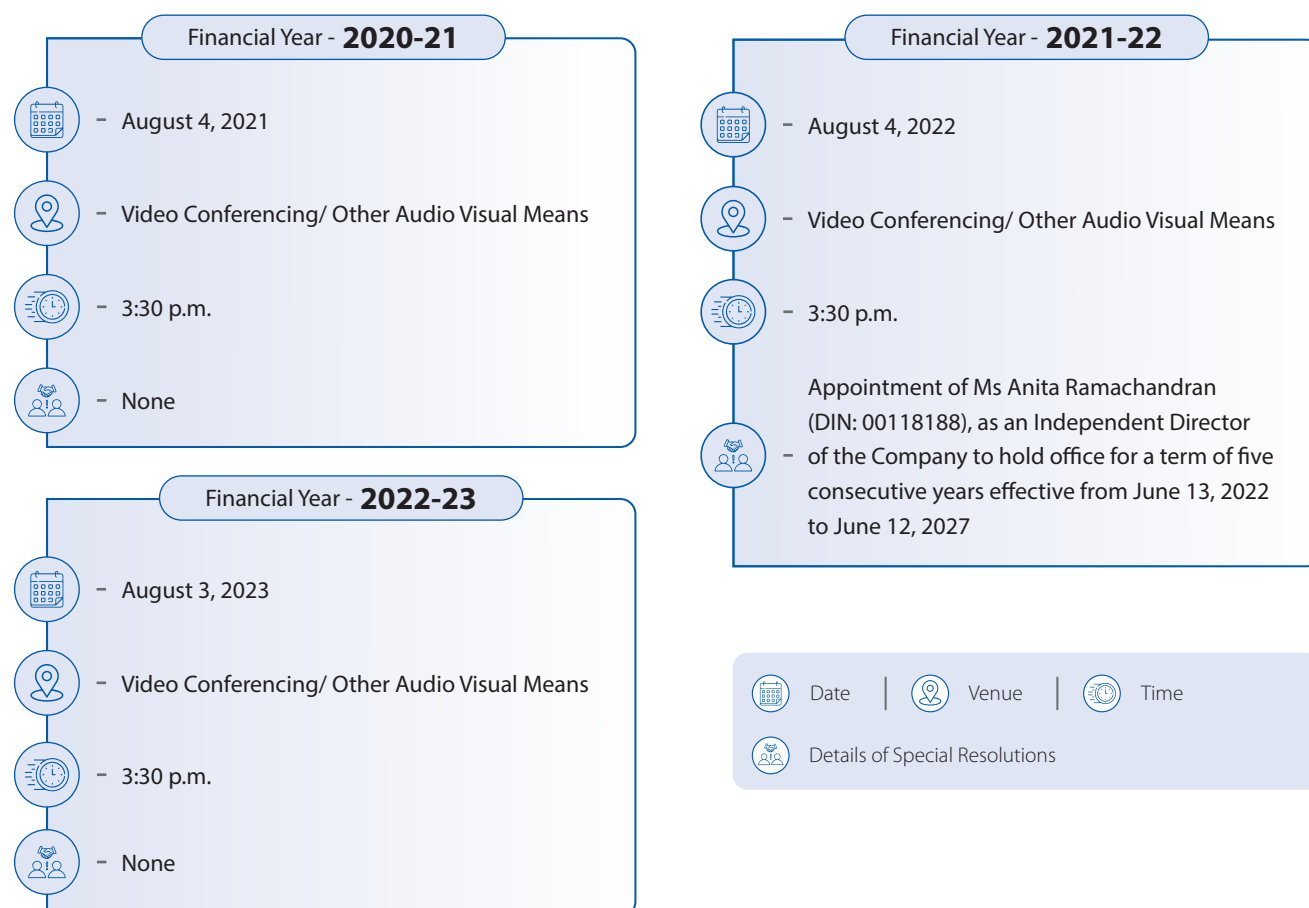 Financial Year - 2020-21
- August 4, 2021
- Video Conferencing/ Other Audio Visual Means
- 3:30 p.m.
- None
Financial Year - 2021-22
- August 4, 2022
- Video Conferencing/ Other Audio Visual Means
- 3:30 p.m.
Appointment of Ms Anita Ramachandran
(DIN: 00118188), as an Independent Director
- of the Company to hold office for a term of five
consecutive years effective from June 13, 2022
to June 12, 2027
Financial Year - 2022-23
- August 3, 2023
- Video Conferencing/ Other Audio Visual Means
- 3:30 p.m.
- None
Date | Venue | Time
Details of Special Resolutions